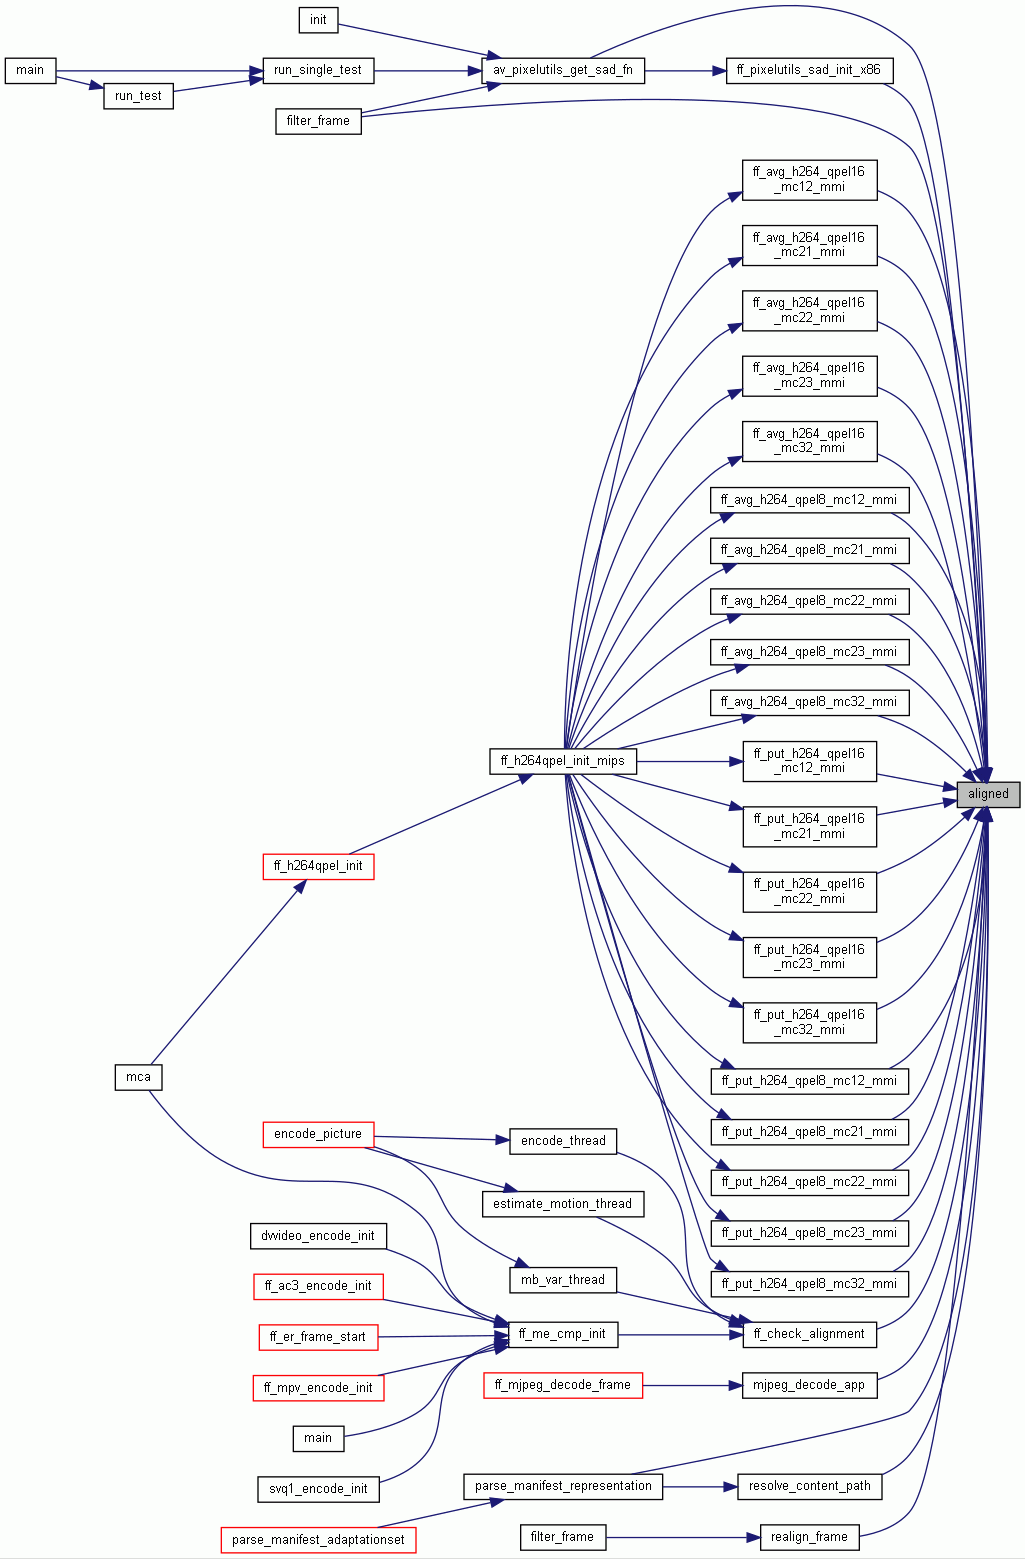 init
main
run_single_test
av_pixelutils_get_sad_fn
ff_pixelutils_sad_init_x86
run_test
filter_frame
ff_avg_h264_qpel16
_mc12_mmi
ff_avg_h264_qpel16
_mc21_mmi
ff_avg_h264_qpel16
_mc22_mmi
ff_avg_h264_qpel16
_mc23_mmi
ff_avg_h264_qpel16
_mc32_mmi
ff_avg_h264_qpel8_mc12_mmi
ff_avg_h264_qpel8_mc21_mmi
ff_avg_h264_qpel8_mc22_mmi
ff_avg_h264_qpel8_mc23_mmi
ff_avg_h264_qpel8_mc32_mmi
ff_h264qpel_init_mips
ff_put_h264_qpel16
_mc12_mmi
aligned
ff_put_h264_qpel16
_mc21_mmi
ff_h264qpel_init
ff_put_h264_qpel16
_mc22_mmi
ff_put_h264_qpel16
_mc23_mmi
ff_put_h264_qpel16
_mc32_mmi
mca
ff_put_h264_qpel8_mc12_mmi
encode_picture
encode_thread
ff_put_h264_qpel8_mc21_mmi
estimate_motion_thread
ff_put_h264_qpel8_mc22_mmi
dvvideo_encode_init
ff_put_h264_qpel8_mc23_mmi
ff_ac3_encode_init
mb_var_thread
ff_put_h264_qpel8_mc32_mmi
ff_er_frame_start
ff_me_cmp_init
ff_check_alignment
ff_mpv_encode_init
ff_mjpeg_decode_frame
mjpeg_decode_app
main
svq1_encode_init
parse_manifest_representation
resolve_content_path
parse_manifest_adaptationset
filter_frame
realign_frame